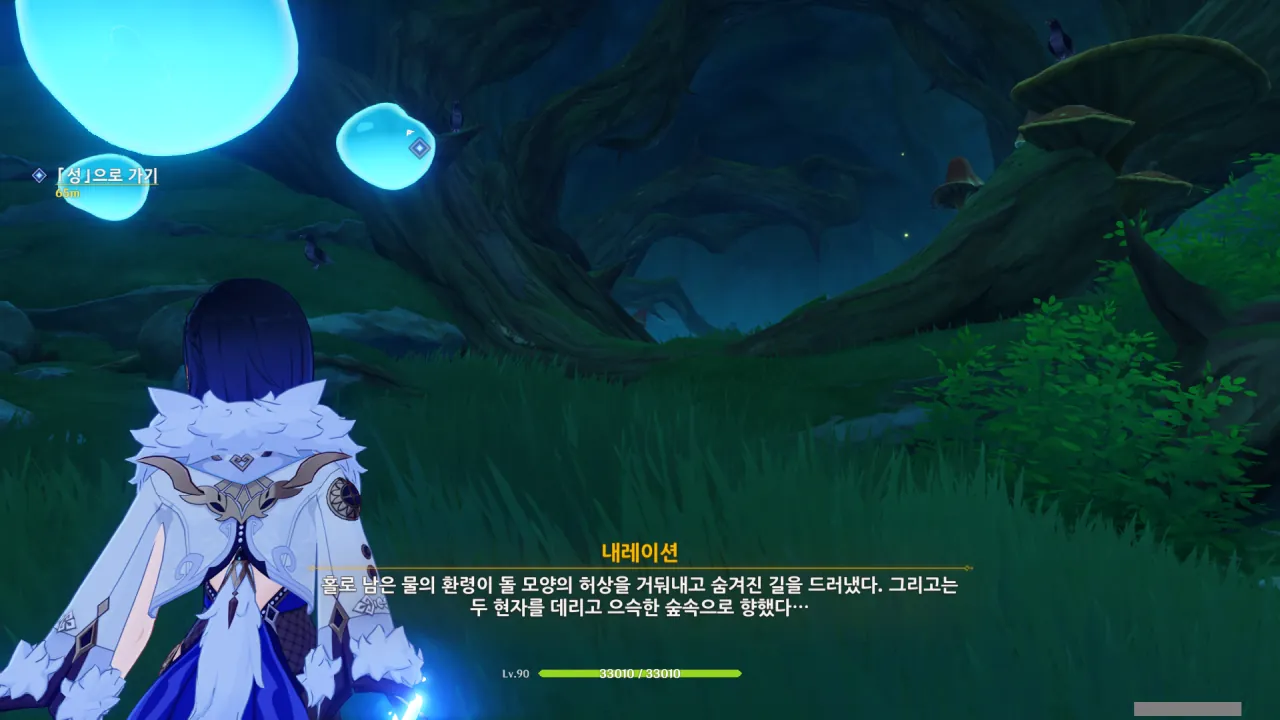 「성」으로 가기
65m
내레이션
홀로 남은 물의 환령이 돌 모양의 허상을 거둬내고 숨겨진 길을 드러냈다. 그리고는
두 현자를 데리고 으슥한 숲속으로 향했다…
Lv.90 33010 / 33010